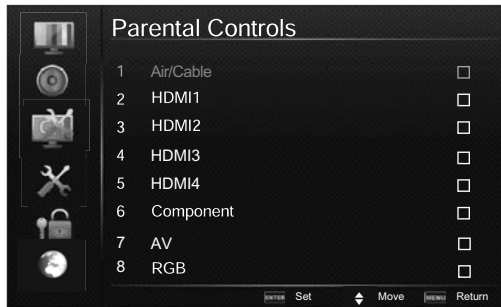 Parental Controls
1 Air/Cable
2 HDMI1
3 HDMI2
4 HDMI3
5 HDMI4
6 Component
7 AV
8 RGB
ENTER Set MENU Move Return